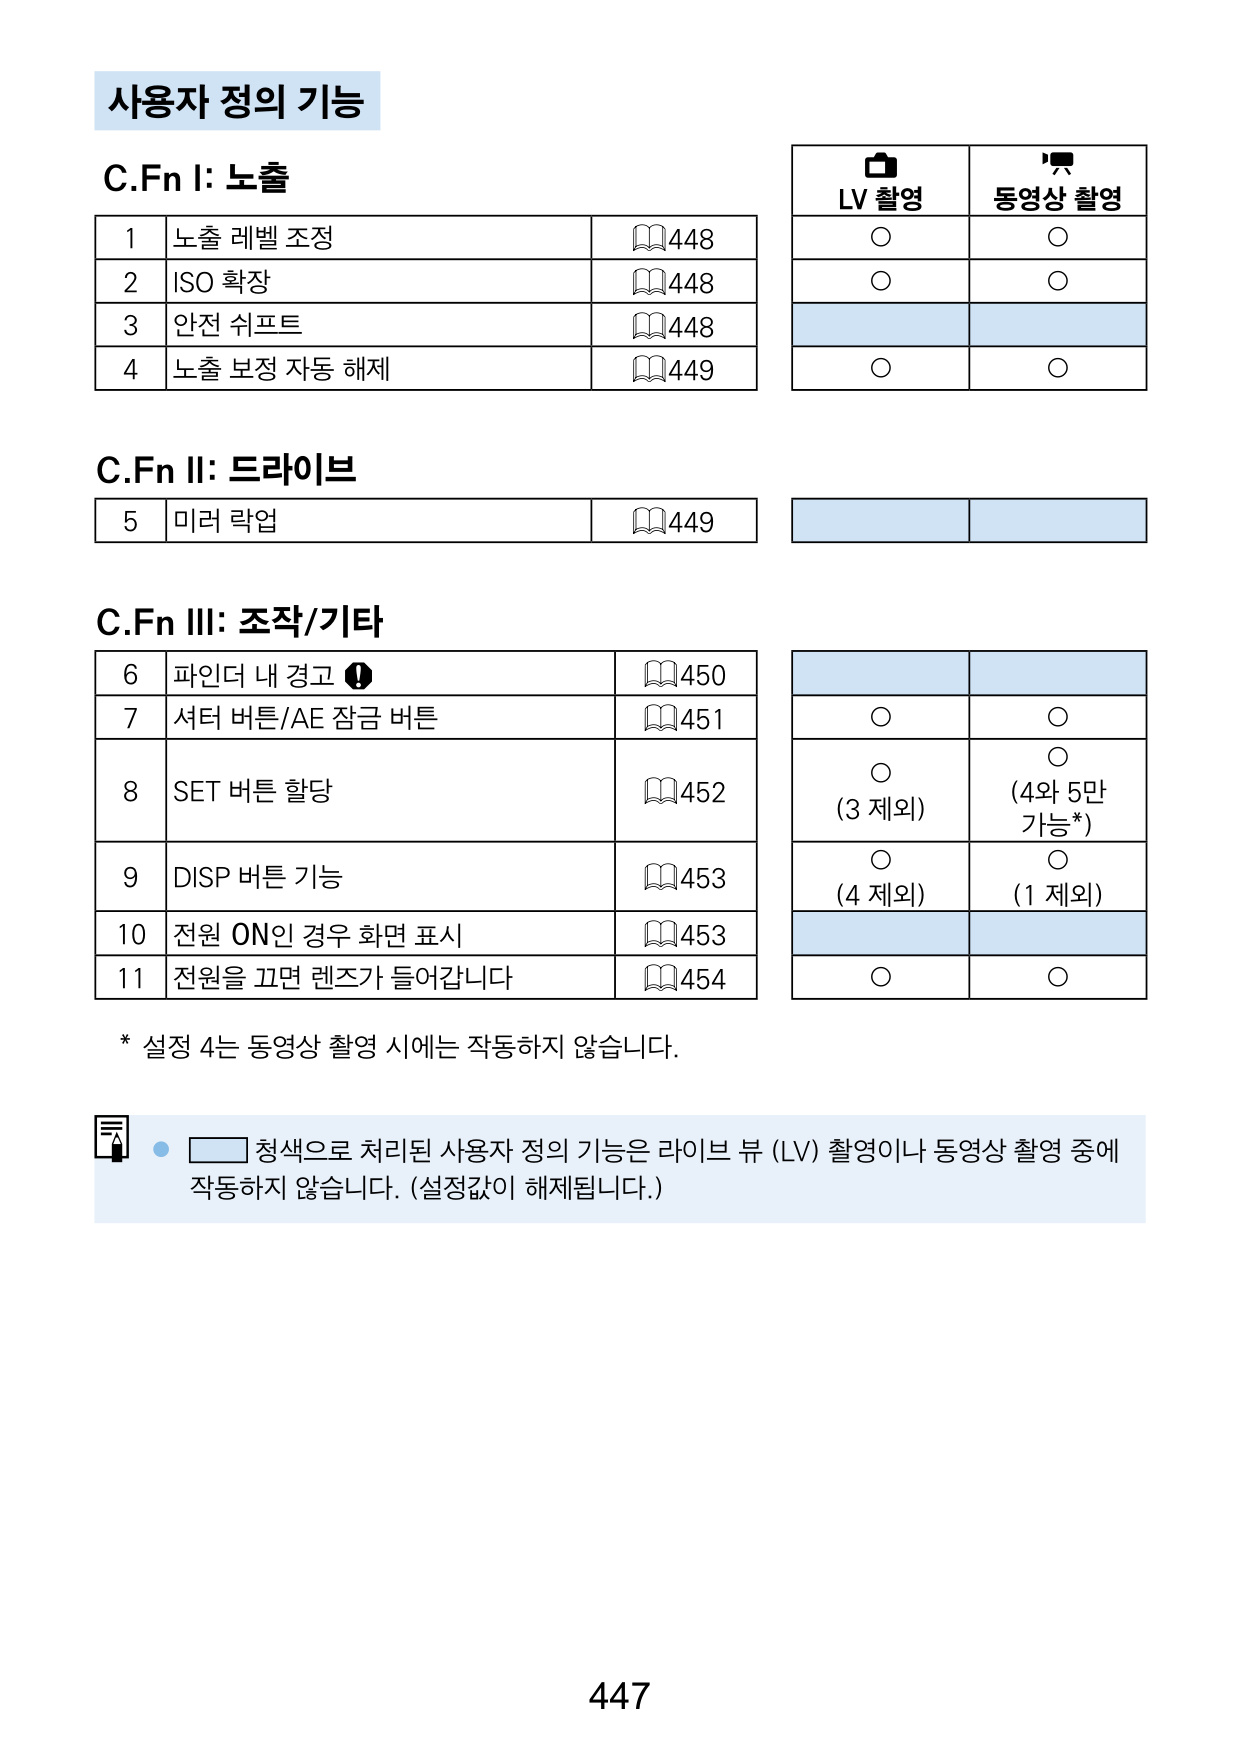 사용자 정의 기능
C.Fn I: 노출
LV 촬영 동영상 촬영
1 노출 레벨 조정 448 ○ ○
2 ISO 확장 448 ○ ○
3 안전 쉬프트 448
4 노출 보정 자동 해제 449 ○ ○
C.Fn II: 드라이브
5 미러 락업 449
C.Fn III: 조작/기타
6 파인더 내 경고 450
7 셔터 버튼/AE 잠금 버튼 451 ○ ○
8 SET 버튼 할당 452 ○ (3 제외) ○ (4와 5만 가능*)
9 DISP 버튼 기능 453 ○ (4 제외) ○ (1 제외)
10 전원 ON인 경우 화면 표시 453
11 전원을 끄면 렌즈가 들어갑니다 454 ○ ○
* 설정 4는 동영상 촬영 시에는 작동하지 않습니다.
● 청색으로 처리된 사용자 정의 기능은 라이브 뷰 (LV) 촬영이나 동영상 촬영 중에
작동하지 않습니다. (설정값이 해제됩니다.)
447